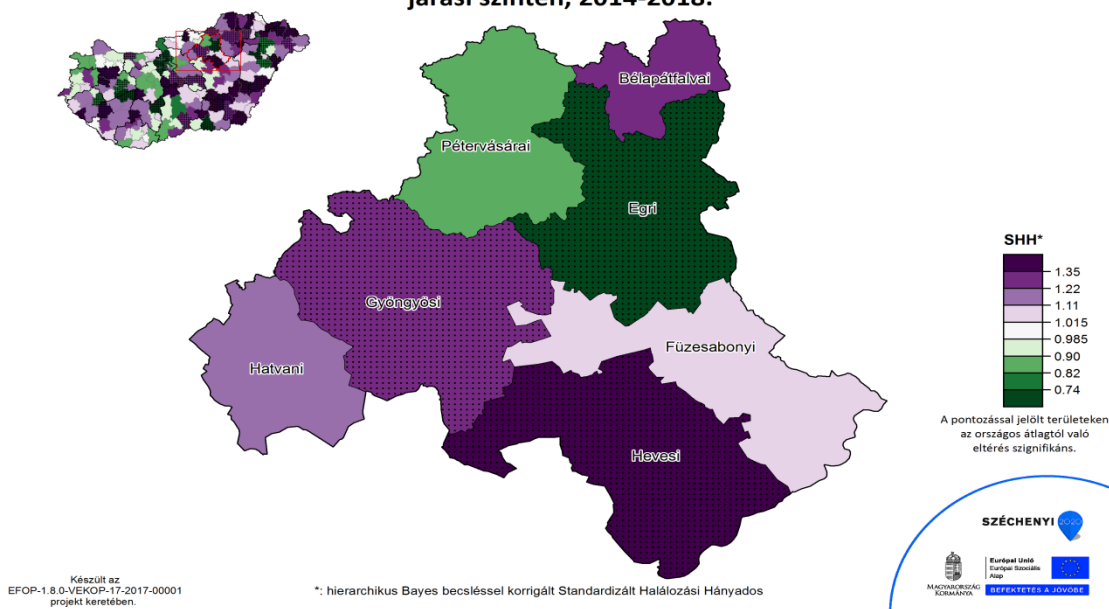 járási szinten, 2014-2018.
Bélapátfalvai
Pétervásárai
Egri
Gyöngyösi
Füzesabonyi
Hatvani
Hevesi
SHH*
1.35
1.22
1.11
1.015
0.985
0.90
0.82
0.74
A pontozással jelölt területeken
az országos átlagtól való
eltérés szignifikáns.
SZÉCHENYI 2020
MAGYARORSZÁG
KORMÁNYA
Európai Unió
Európai Szociális
Alap
BEFEKTETÉS A JÖVŐBE
Készült az
EFOP-1.8.0-VEKOP-17-2017-00001
projekt keretében.
*: hierarchikus Bayes becsléssel korrigált Standardizált Halálozási Hányados